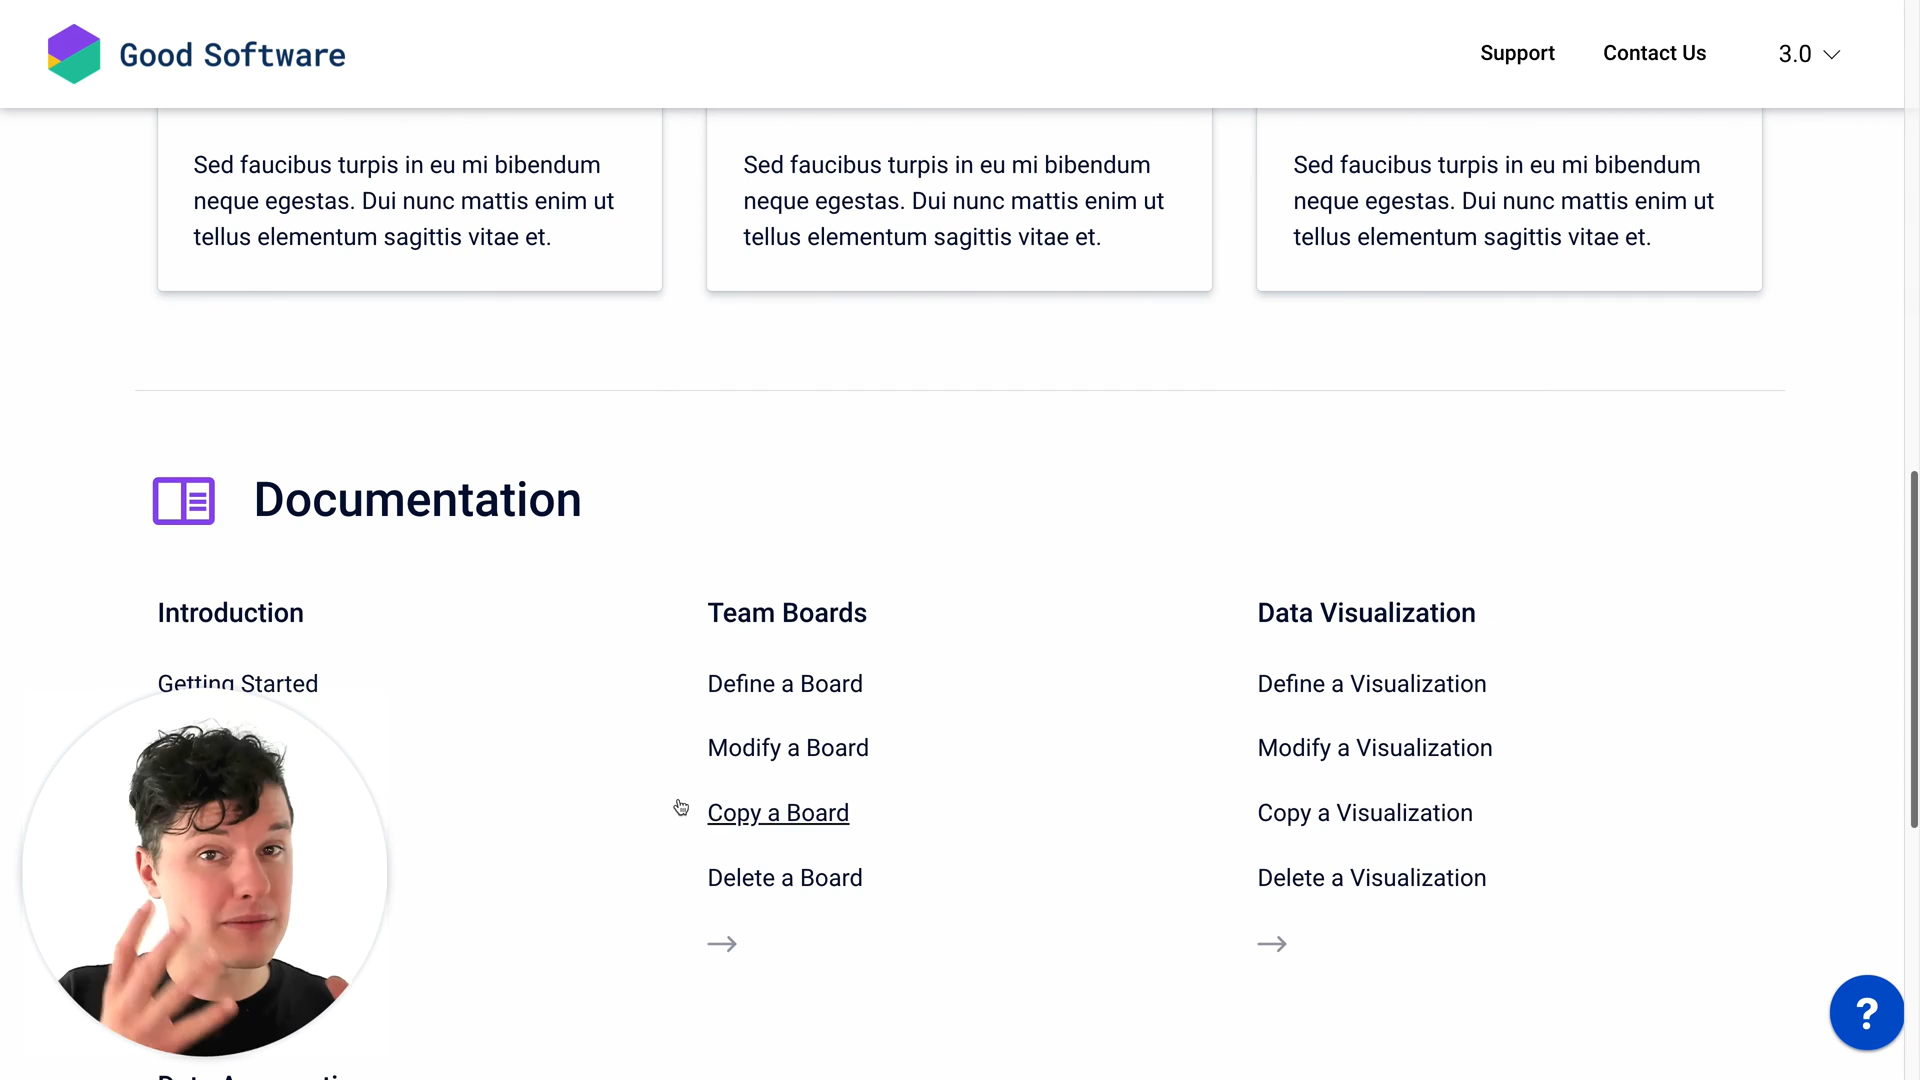 Good Software
Support
Contact Us
3.0
Sed faucibus turpis in eu mi bibendum
neque egestas. Dui nunc mattis enim ut
tellus elementum sagittis vitae et.
Sed faucibus turpis in eu mi bibendum
neque egestas. Dui nunc mattis enim ut
tellus elementum sagittis vitae et.
Sed faucibus turpis in eu mi bibendum
neque egestas. Dui nunc mattis enim ut
tellus elementum sagittis vitae et.
Documentation
Introduction
Getting Started
Team Boards
Define a Board
Modify a Board
Copy a Board
Delete a Board
Data Visualization
Define a Visualization
Modify a Visualization
Copy a Visualization
Delete a Visualization
?